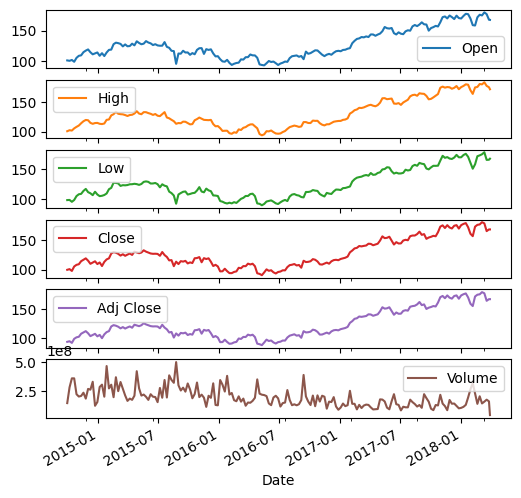 150
100
Open
150
100
High
150
100
Low
150
100
Close
150
100
Adj Close
1e8
5.0
2.5
Volume
2015-01
2015-07
2016-01
2016-07
2017-01
2017-07
2018-01
Date